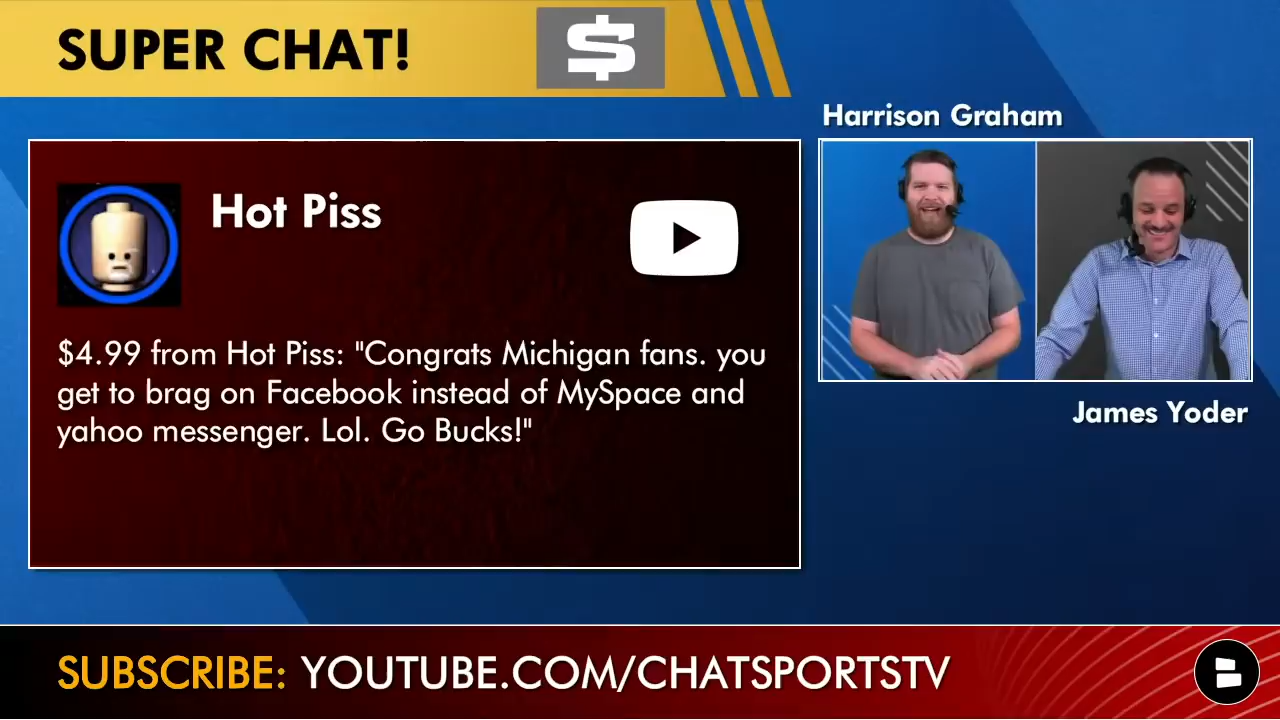 SUPER CHAT!
Harrison Graham
Hot Piss
$4.99 from Hot Piss: "Congrats Michigan fans. you
get to brag on Facebook instead of MySpace and
yahoo messenger. Lol. Go Bucks!"
James Yoder
SUBSCRIBE: YOUTUBE.COM/CHATSPORTSTV